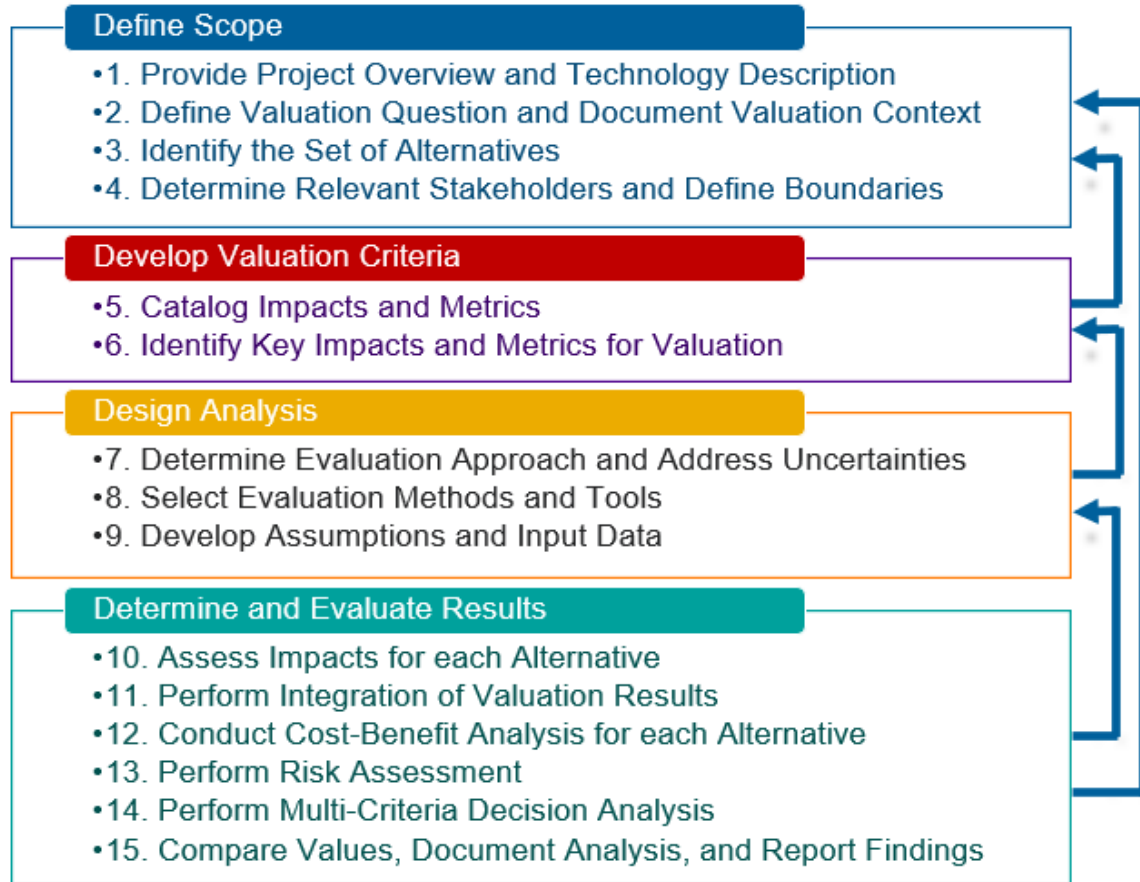 Define Scope
•1. Provide Project Overview and Technology Description
•2. Define Valuation Question and Document Valuation Context
•3. Identify the Set of Alternatives
•4. Determine Relevant Stakeholders and Define Boundaries
Develop Valuation Criteria
•5. Catalog Impacts and Metrics
•6. Identify Key Impacts and Metrics for Valuation
Design Analysis
•7. Determine Evaluation Approach and Address Uncertainties
•8. Select Evaluation Methods and Tools
•9. Develop Assumptions and Input Data
Determine and Evaluate Results
•10. Assess Impacts for each Alternative
•11. Perform Integration of Valuation Results
•12. Conduct Cost-Benefit Analysis for each Alternative
•13. Perform Risk Assessment
•14. Perform Multi-Criteria Decision Analysis
•15. Compare Values, Document Analysis, and Report Findings